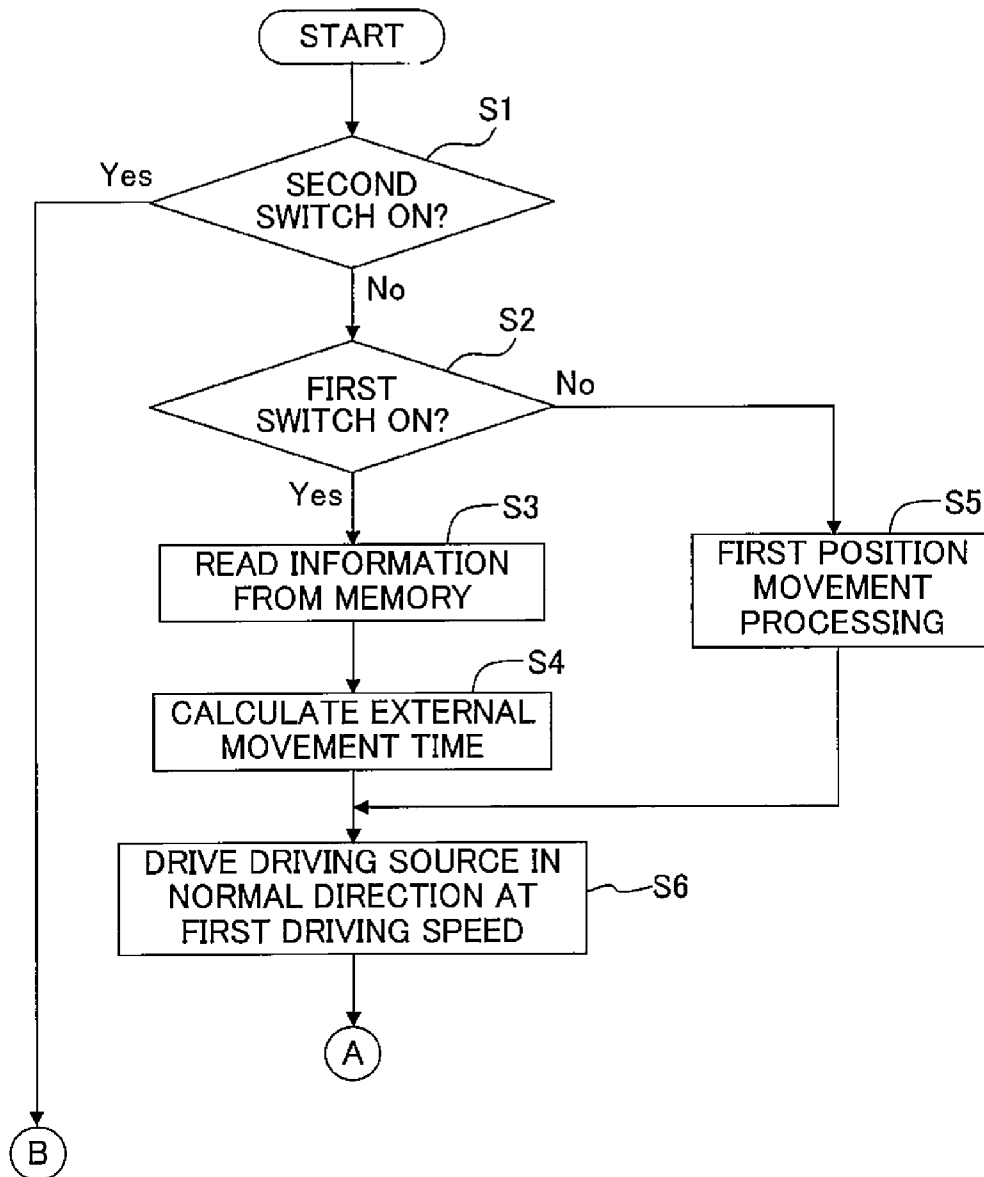 START
S1
Yes
SECOND
SWITCH ON?
No
S2
FIRST
SWITCH ON?
No
Yes
S3
READ INFORMATION
FROM MEMORY
S5
FIRST POSITION
MOVEMENT
PROCESSING
S4
CALCULATE EXTERNAL
MOVEMENT TIME
DRIVE DRIVING SOURCE IN
NORMAL DIRECTION AT
FIRST DRIVING SPEED
S6
A
B